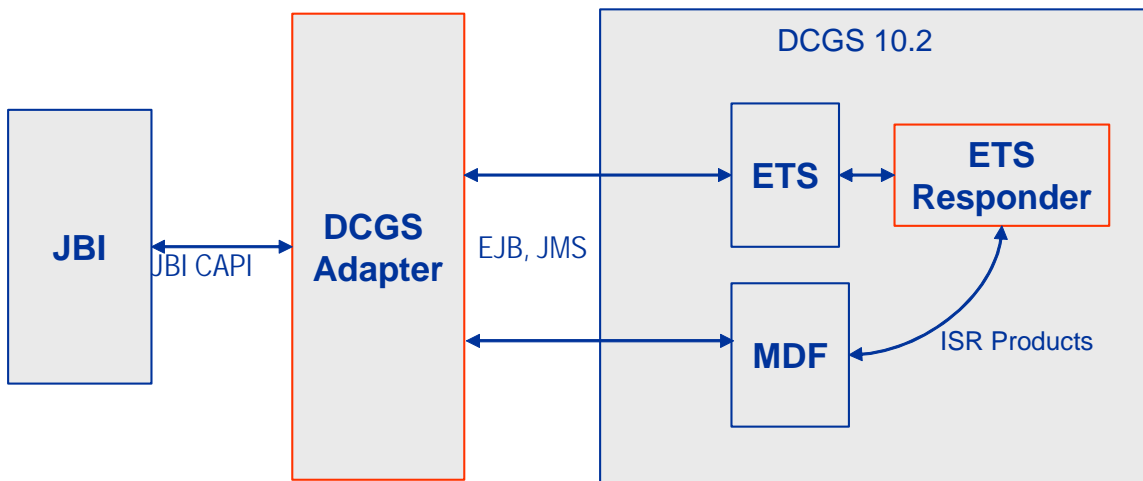 DCGS 10.2
JBI
JBI CAPI
DCGS
Adapter
EJB, JMS
ETS
ETS
Responder
MDF
ISR Products